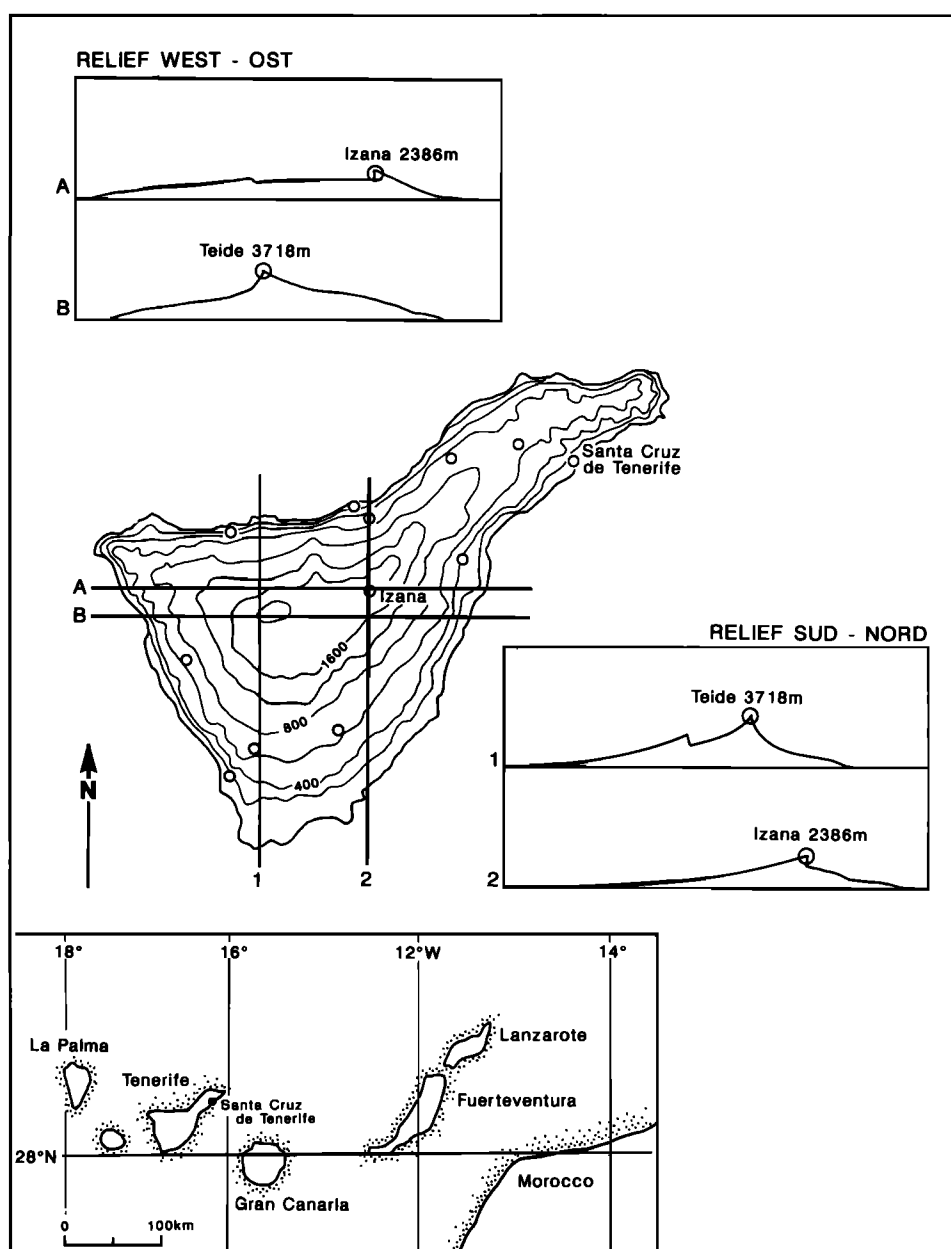 RELIEF WEST - OST
Izana 2386m
A
Teide 3718m
B
Santa Cruz
de Tenerife
A
Izana
B
1600
800
400
N
1
2
RELIEF SUD - NORD
Teide 3718m
1
Izana 2386m
2
18°
16°
12°W
14°
La Palma
Lanzarote
Tenerife
Santa Cruz
de Tenerife
Fuerteventura
28°N
Gran Canarla
Morocco
0
100km